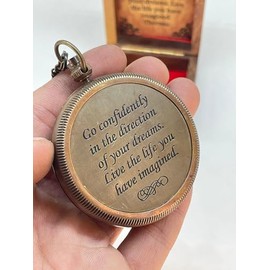 Go confidently
in the direction
of your dreams.
Live the life you
have imagined.